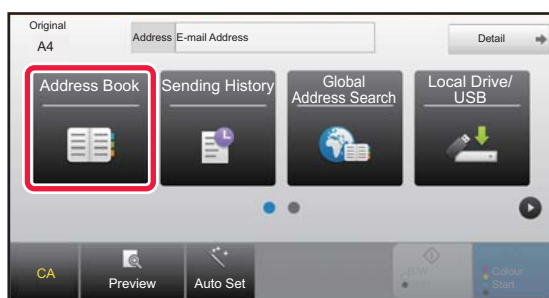 Original
A4
Address E-mail Address
Detail
Address Book
Sending History
Global
Address Search
Local Drive/
USB
CA
Preview
Auto Set
B/W
Start
Colour
Start